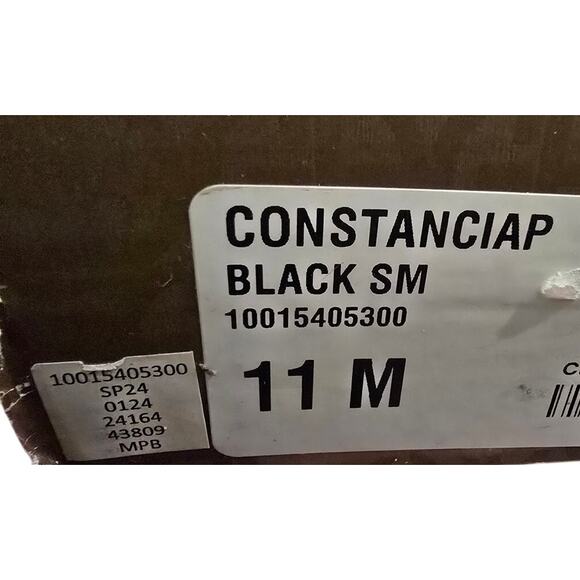 CONSTANCIAP
BLACK SM
10015405300
11 M
10015405300
SP24
0124
24164
43809
MPB